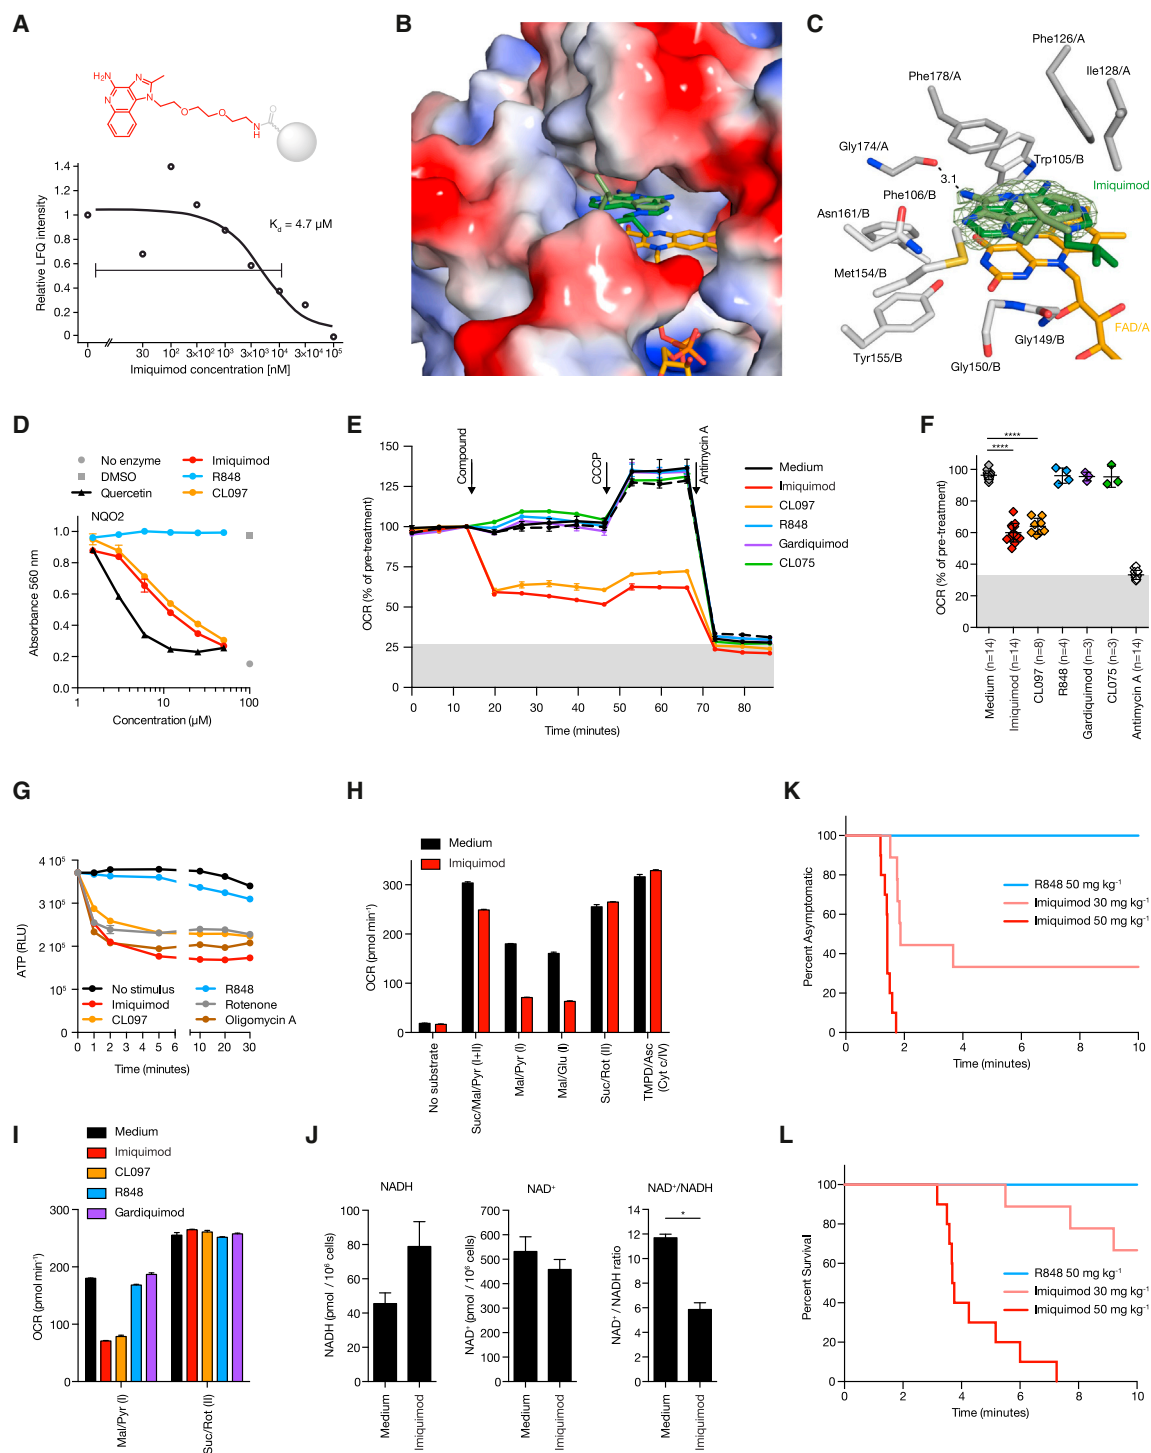 A
NH₂
N
N
N
CH₃
O
O
N
H
O
1.4
1.2
1
0.8
0.6
0.4
0.2
0
Relative LFQ intensity
K_d = 4.7 µM
0
30
10²
3×10²
10³
3×10³
10⁴
3×10⁴
10⁵
Imiquimod concentration [nM]
B
C
Phe126/A
Ile128/A
Phe178/A
Gly174/A
3.1
Trp105/B
Imiquimod
Phe106/B
Asn161/B
Met154/B
Tyr155/B
Gly150/B
Gly149/B
FAD/A
D
No enzyme
DMSO
Quercetin
Imiquimod
R848
CL097
NQO2
1.0
0.8
0.6
0.4
0.2
0.0
Absorbance 560 nm
1
10
100
Concentration (µM)
E
Compound
CCCP
Antimycin A
150
125
100
75
50
25
0
OCR (% of pre-treatment)
0 10 20 30 40 50 60 70 80
Time (minutes)
Medium
Imiquimod
CL097
R848
Gardiquimod
CL075
F
****
****
100
80
60
40
20
0
OCR (% of pre-treatment)
Medium (n=14)
Imiquimod (n=14)
CL097 (n=8)
R848 (n=4)
Gardiquimod (n=3)
CL075 (n=3)
Antimycin A (n=14)
G
4 10⁵
3 10⁵
2 10⁵
10⁵
0
ATP (RLU)
No stimulus
Imiquimod
CL097
R848
Rotenone
Oligomycin A
0 1 2 3 4 5 6 10 20 30
Time (minutes)
H
Medium
Imiquimod
300
200
100
0
OCR (pmol min⁻¹)
No substrate
Suc/Mal/Pyr (I+II)
Mal/Pyr (I)
Mal/Glu (I)
Suc/Rot (II)
TMPD/Asc
(Cyt c/IV)
K
100
80
60
40
20
0
Percent Asymptomatic
R848 50 mg kg⁻¹
Imiquimod 30 mg kg⁻¹
Imiquimod 50 mg kg⁻¹
0 2 4 6 8 10
Time (minutes)
I
Medium
Imiquimod
CL097
R848
Gardiquimod
300
200
100
0
OCR (pmol min⁻¹)
Mal/Pyr (I)
Suc/Rot (II)
J
NADH
80
60
40
20
0
NADH (pmol / 10⁶ cells)
Medium
Imiquimod
NAD⁺
700
600
500
400
300
200
100
0
NAD⁺ (pmol / 10⁶ cells)
Medium
Imiquimod
NAD⁺/NADH
*
14
12
10
8
6
4
2
0
NAD⁺ / NADH ratio
Medium
Imiquimod
L
100
80
60
40
20
0
Percent Survival
R848 50 mg kg⁻¹
Imiquimod 30 mg kg⁻¹
Imiquimod 50 mg kg⁻¹
0 2 4 6 8 10
Time (minutes)